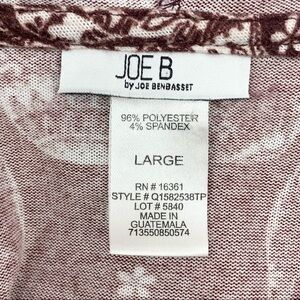 JOE B
by JOE BENBASSET
96% POLYESTER
4% SPANDEX
LARGE
RN # 16361
STYLE # Q1582538TP
LOT # 5840
MADE IN
GUATEMALA
713550850574